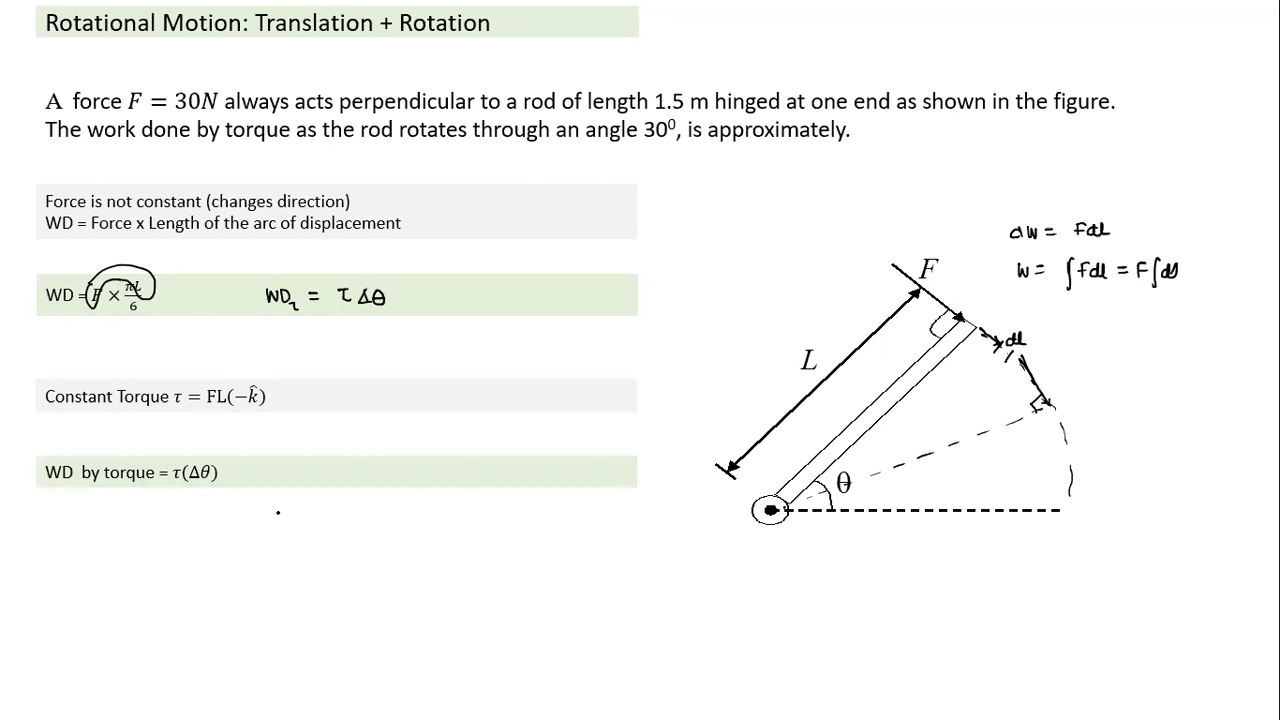 Rotational Motion: Translation + Rotation
A force F = 30N always acts perpendicular to a rod of length 1.5 m hinged at one end as shown in the figure.
The work done by torque as the rod rotates through an angle 30⁰, is approximately.
Force is not constant (changes direction)
WD = Force x Length of the arc of displacement
WD = F × πL/6
WD_τ = τ Δθ
Constant Torque τ = FL(−k̂)
WD by torque = τ(Δθ)
dW = Fdl
W = ∫Fdl = F∫dl
F
L
dl
θ